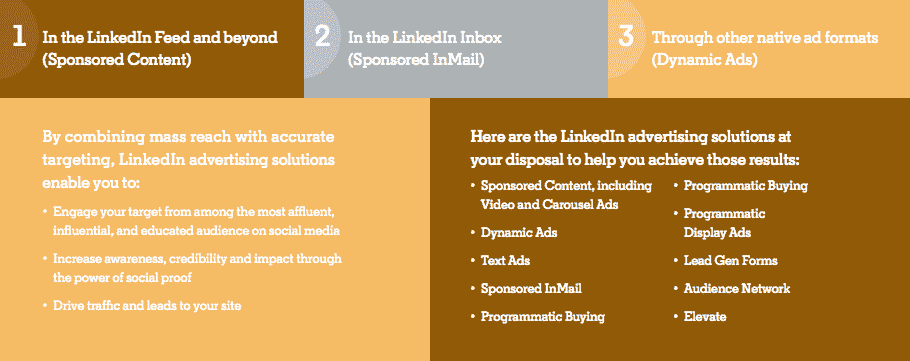 1
In the LinkedIn Feed and beyond
(Sponsored Content)
2
In the LinkedIn Inbox
(Sponsored InMail)
3
Through other native ad formats
(Dynamic Ads)
By combining mass reach with accurate
targeting, LinkedIn advertising solutions
enable you to:
• Engage your target from among the most affluent,
influential, and educated audience on social media
• Increase awareness, credibility and impact through
the power of social proof
• Drive traffic and leads to your site
Here are the LinkedIn advertising solutions at
your disposal to help you achieve those results:
• Sponsored Content, including
Video and Carousel Ads
• Dynamic Ads
• Text Ads
• Sponsored InMail
• Programmatic Buying
• Programmatic Buying
• Programmatic
Display Ads
• Lead Gen Forms
• Audience Network
• Elevate